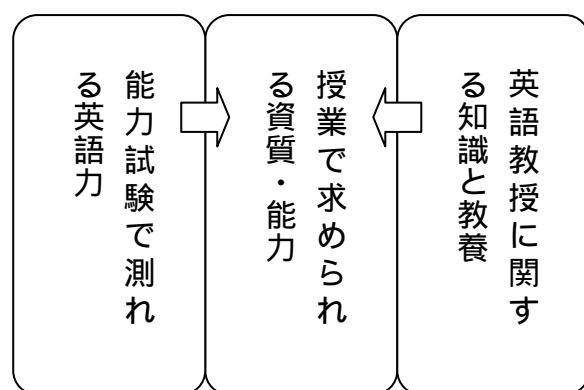 英語教授に関す
る知識と教養
授業で求められ
る資質・能力
能力試験で測れ
る英語力